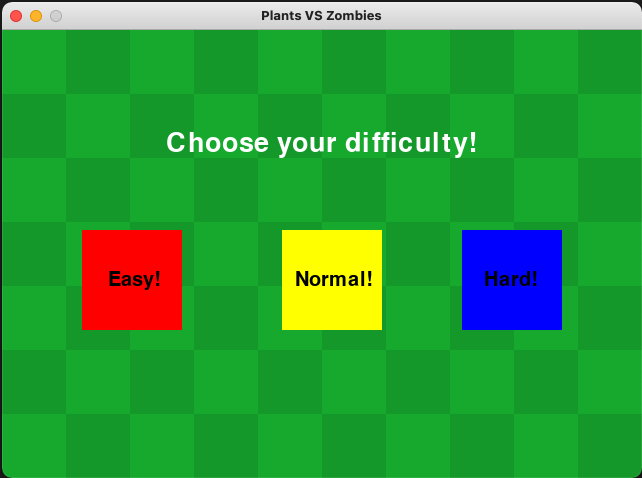 Plants VS Zombies
Choose your difficulty!
Easy!
Normal!
Hard!